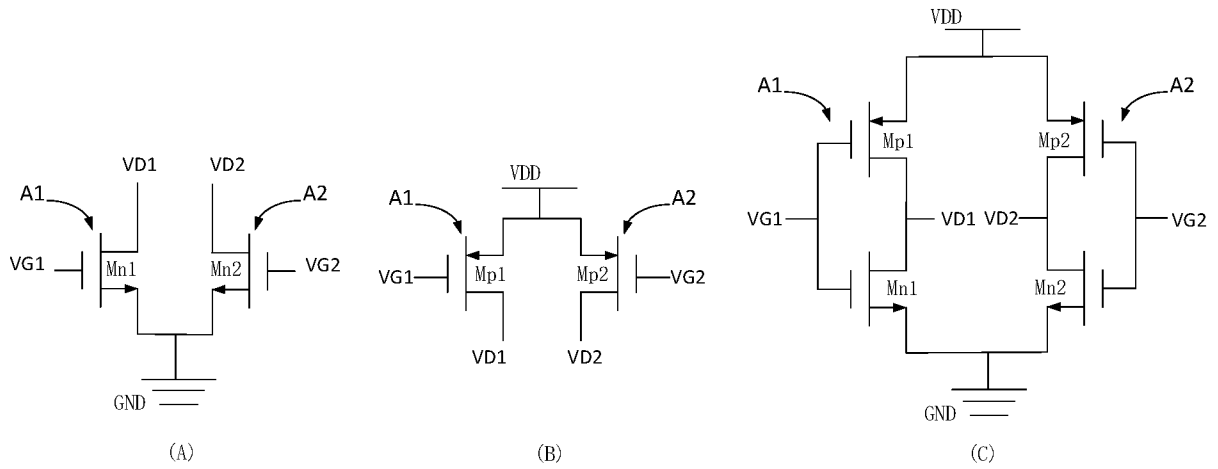 VD1 VD2
A1 A2
VG1 Mn1 Mn2 VG2
GND
(A)
VDD
A1 A2
VG1 Mp1 Mp2 VG2
VD1 VD2
(B)
VDD
A1 A2
Mp1 Mp2
VG1 VD1 VD2 VG2
Mn1 Mn2
GND
(C)